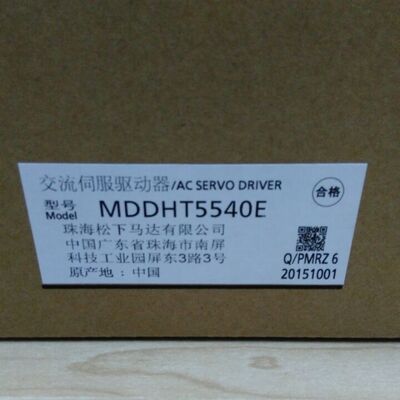 交流伺服驱动器/AC SERVO DRIVER
合格
型号
Model MDDHT5540E
珠海松下马达有限公司
中国广东省珠海市南屏
科技工业园屏东3路3号
原产地：中国
Q/PMRZ 6
20151001